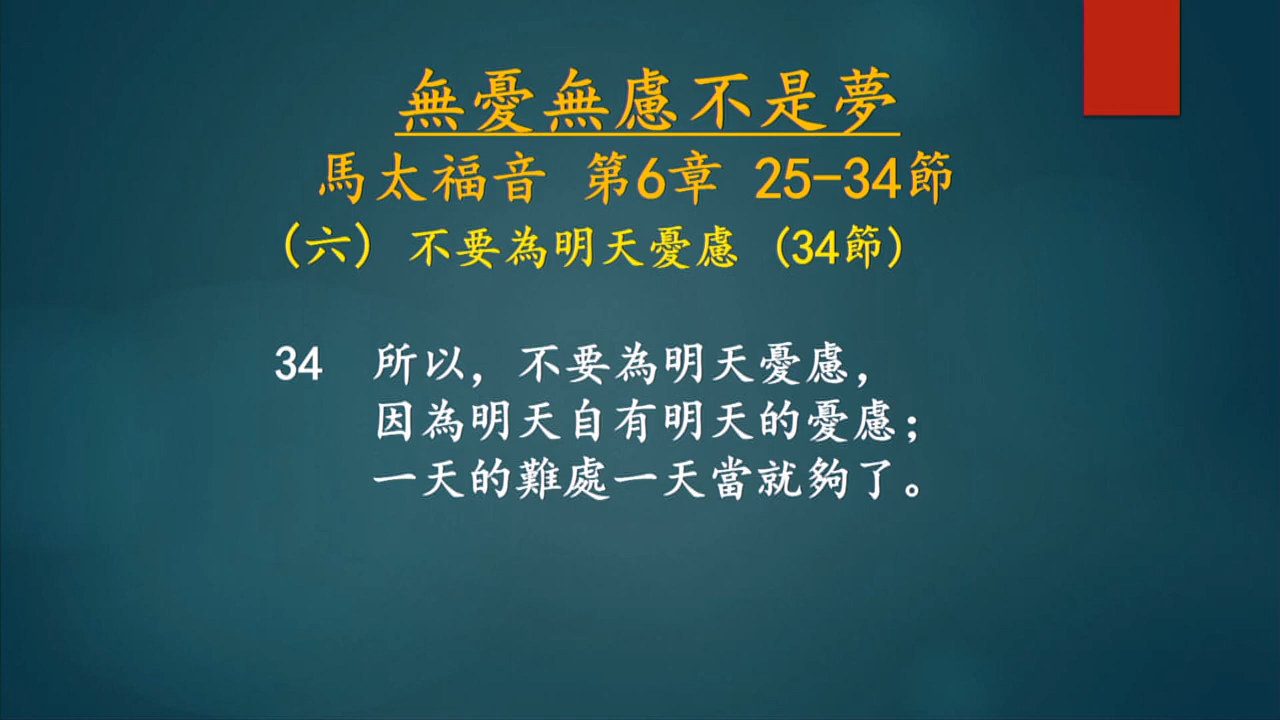 無憂無慮不是夢
馬太福音 第6章 25-34節
(六) 不要為明天憂慮 (34節)
34 所以，不要為明天憂慮，
因為明天自有明天的憂慮；
一天的難處一天當就夠了。